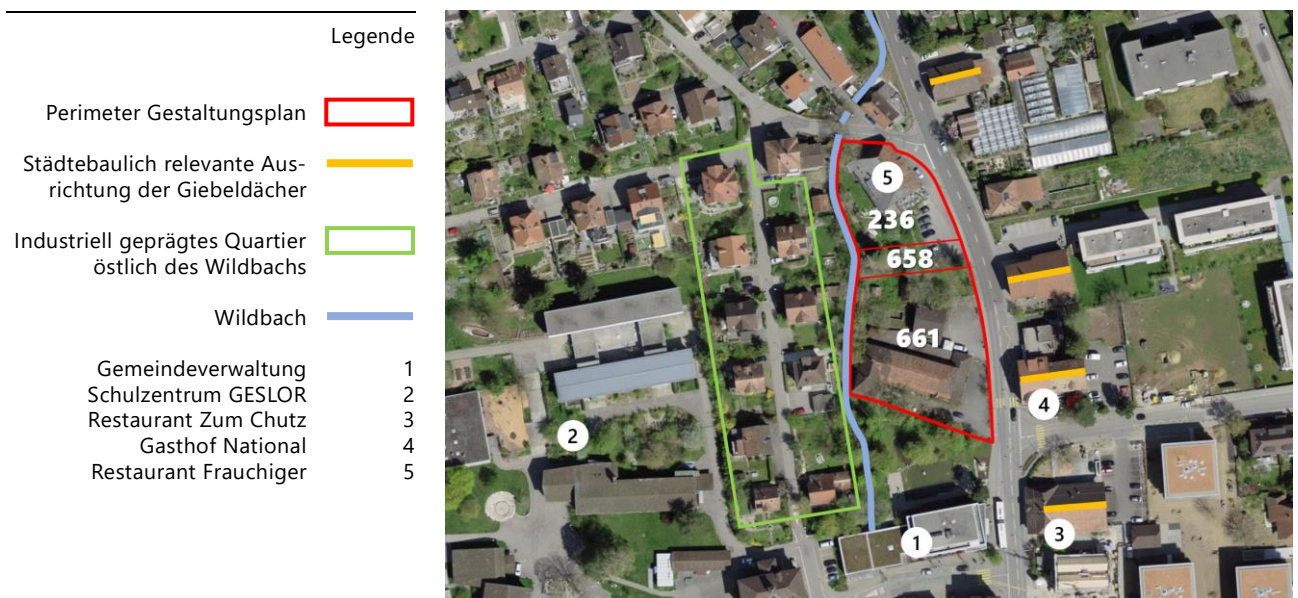 Legende
Perimeter Gestaltungsplan
Städtebaulich relevante Aus-
richtung der Giebeldächer
Industriell geprägtes Quartier
östlich des Wildbachs
Wildbach
Gemeindeverwaltung 1
Schulzentrum GESLOR 2
Restaurant Zum Chutz 3
Gasthof National 4
Restaurant Frauchiger 5
5
236
658
661
4
2
3
1